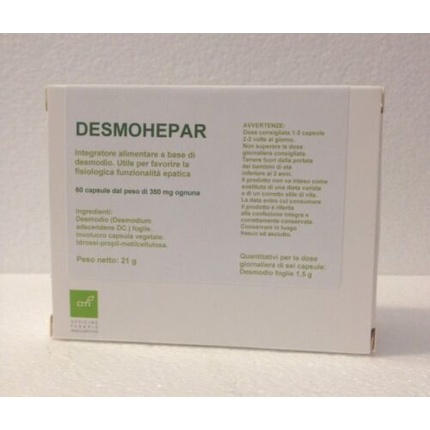 DESMOHEPAR
Integratore alimentare a base di
desmodio. Utile per favorire la
fisiologica funzionalità epatica
60 capsule dal peso di 350 mg ognuna
Ingredienti:
Desmodio (Desmodium
adscendens DC.) foglie.
Involucro capsula vegetale:
idrossi-propil-metilcellulosa.
Peso netto: 21 g
AVVERTENZE:
Dose consigliata 1-3 capsule
2-3 volte al giorno.
Non superare la dose
giornaliera consigliata.
Tenere fuori dalla portata
dei bambini di età
inferiore ai 3 anni.
Il prodotto non va inteso come
sostituto di una dieta variata
e di un corretto stile di vita.
La data entro cui consumare
il prodotto è riferita
alla confezione integra e
correttamente conservata.
Conservare in luogo
fresco ed asciutto.
Quantitativi per la dose
giornaliera di sei capsule:
Desmodio foglie 1,5 g
oti
OFFICINE
TERAPIE
INNOVATIVE